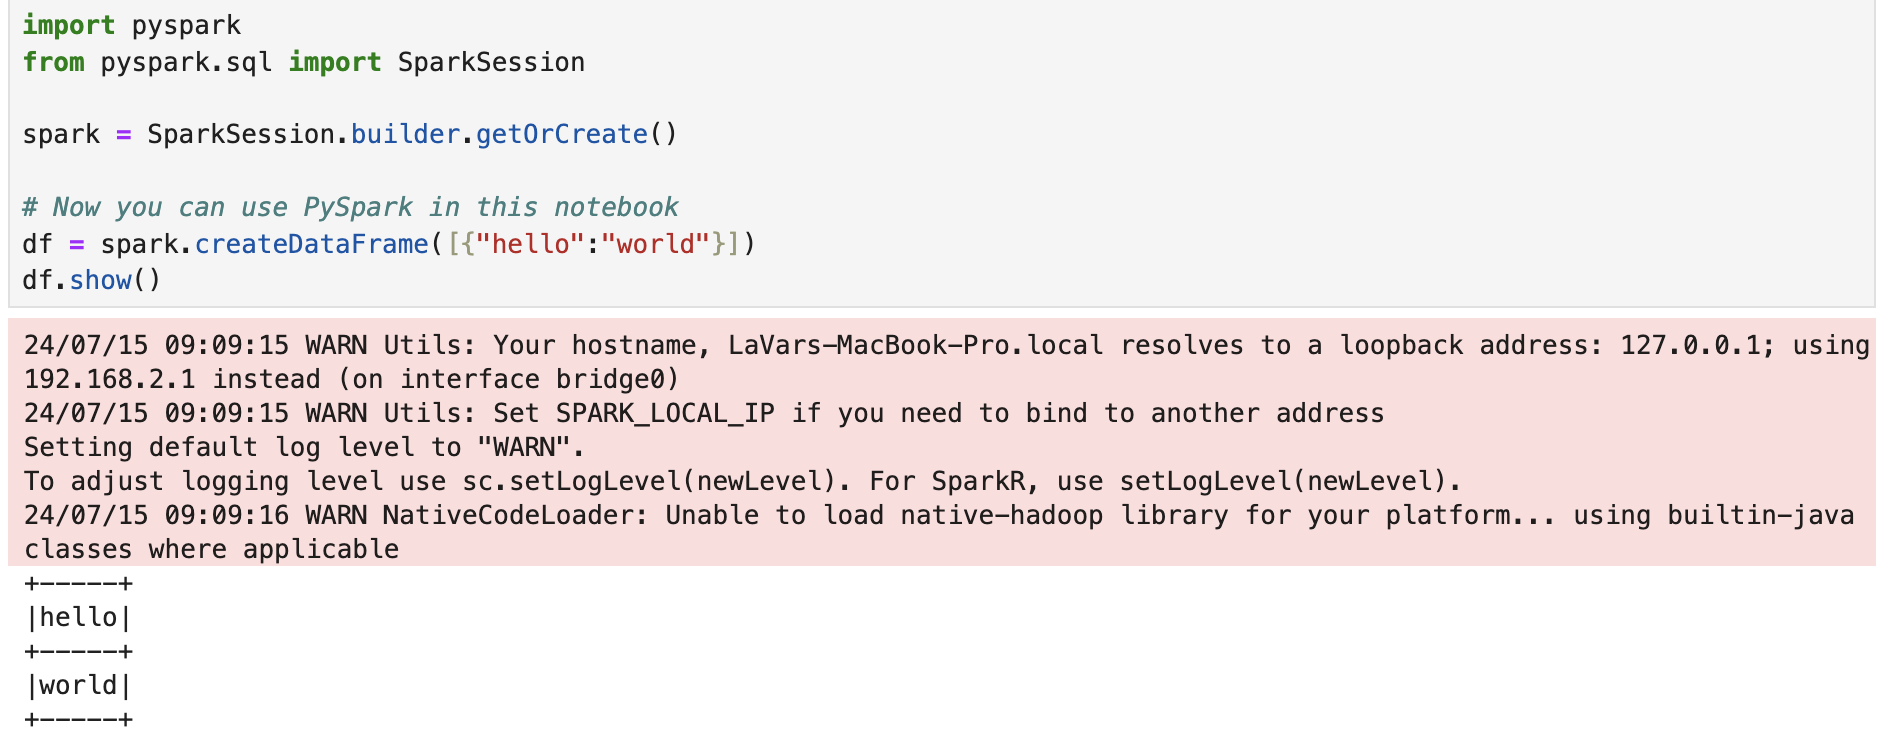 import pyspark
from pyspark.sql import SparkSession
spark = SparkSession.builder.getOrCreate()
# Now you can use PySpark in this notebook
df = spark.createDataFrame([{"hello":"world"}])
df.show()
24/07/15 09:09:15 WARN Utils: Your hostname, LaVars-MacBook-Pro.local resolves to a loopback address: 127.0.0.1; using
192.168.2.1 instead (on interface bridge0)
24/07/15 09:09:15 WARN Utils: Set SPARK_LOCAL_IP if you need to bind to another address
Setting default log level to "WARN".
To adjust logging level use sc.setLogLevel(newLevel). For SparkR, use setLogLevel(newLevel).
24/07/15 09:09:16 WARN NativeCodeLoader: Unable to load native-hadoop library for your platform... using builtin-java
classes where applicable
+-----+
|hello|
+-----+
|world|
+-----+